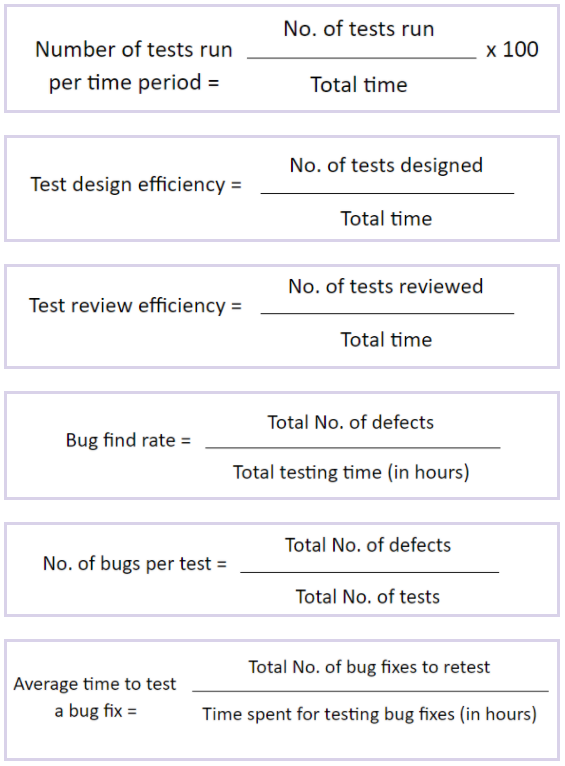 No. of tests run
Number of tests run
x 100
per time period =
Total time
No. of tests designed
Test design efficiency =
Total time
No. of tests reviewed
Test review efficiency =
Total time
Total No. of defects
Bug find rate =
Total testing time (in hours)
Total No. of defects
No. of bugs per test =
Total No. of tests
Total No. of bug fixes to retest
Average time to test
a bug fix =
Time spent for testing bug fixes (in hours)